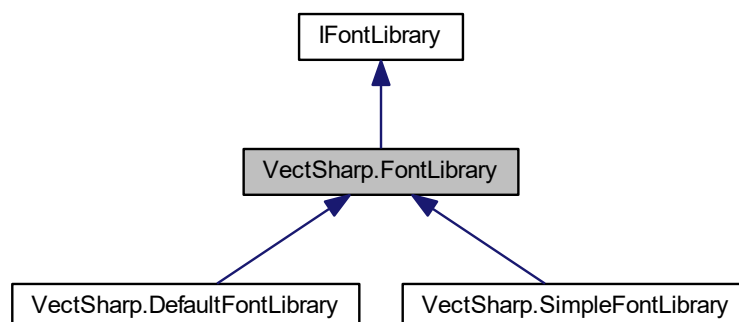 IFontLibrary
VectSharp.FontLibrary
VectSharp.DefaultFontLibrary
VectSharp.SimpleFontLibrary